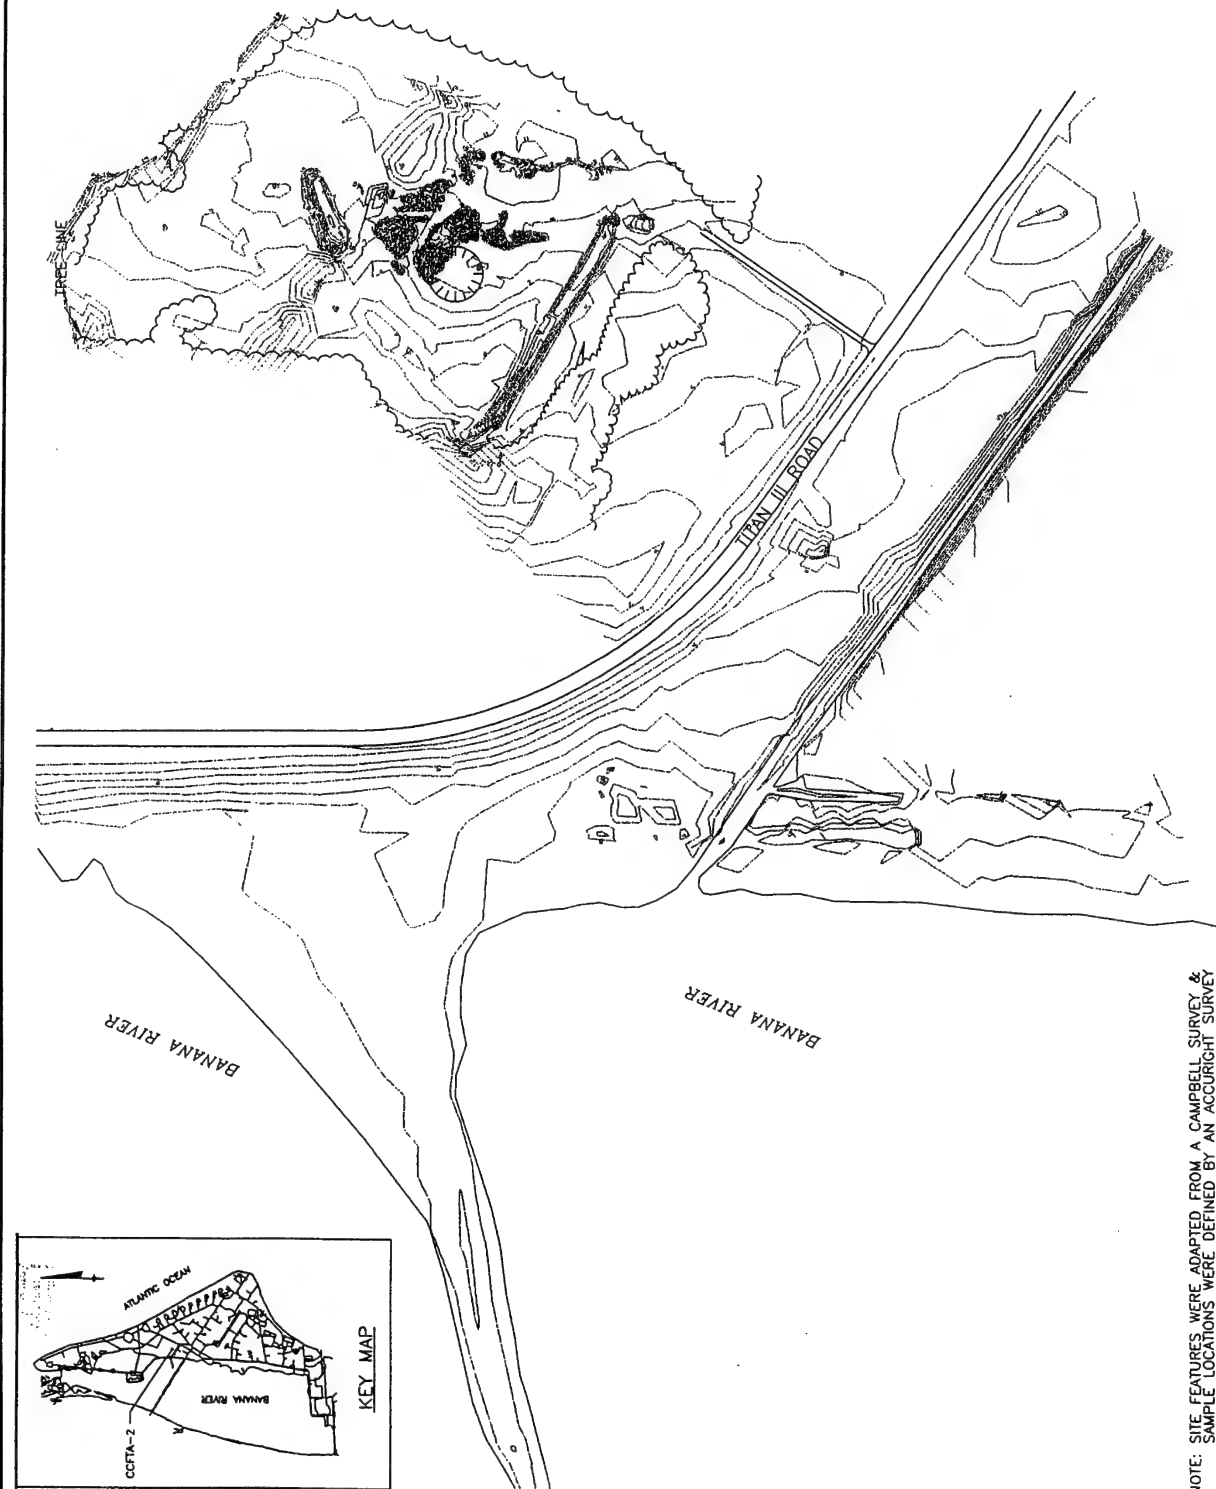 TREE LINE
TITAN III ROAD
BANANA RIVER
BANANA RIVER
ATLANTIC OCEAN
BANANA RIVER
CCFTA-2
KEY MAP
NOTE: SITE FEATURES WERE ADAPTED FROM A CAMPBELL SURVEY &
SAMPLE LOCATIONS WERE DEFINED BY AN ACCURIGHT SURVEY